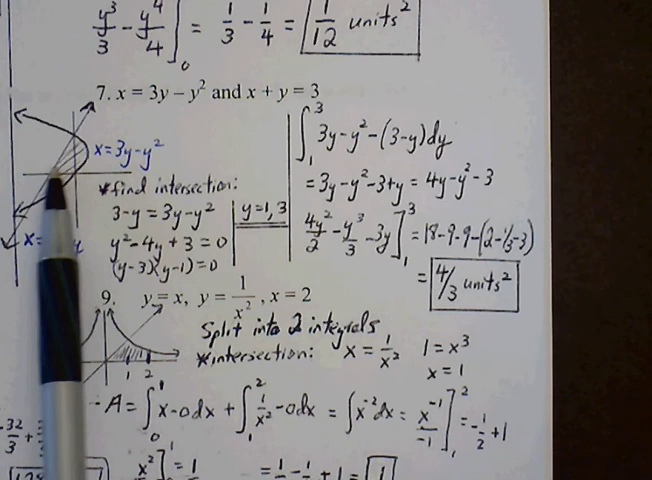 y³/3 - y⁴/4 ]₀ = 1/3 - 1/4 = 1/12 units²
7. x = 3y – y² and x + y = 3
x=3y-y²
x=
y
∫₁³ 3y-y²-(3-y)dy
= 3y-y²-3+y = 4y-y²-3
4y²/2 - y³/3 - 3y ]₁³ = 18-9-9-(2-1/3-3)
= 4/3 units²
*find intersection:
3-y = 3y-y²
y²-4y+3=0
(y-3)(y-1)=0
y=1,3
9. y = x, y = 1/x², x = 2
Split into 2 integrals
*intersection: x = 1/x² 1=x³
x=1
1 2
A = ∫₀¹ x-0dx + ∫₁² 1/x² -0dx = ∫x⁻²dx = x⁻¹/-1 ]₁² = -1/2 + 1
32/3 +
x²/ ]¹ = 1/
= 1/ - 1/ + 1 = 1